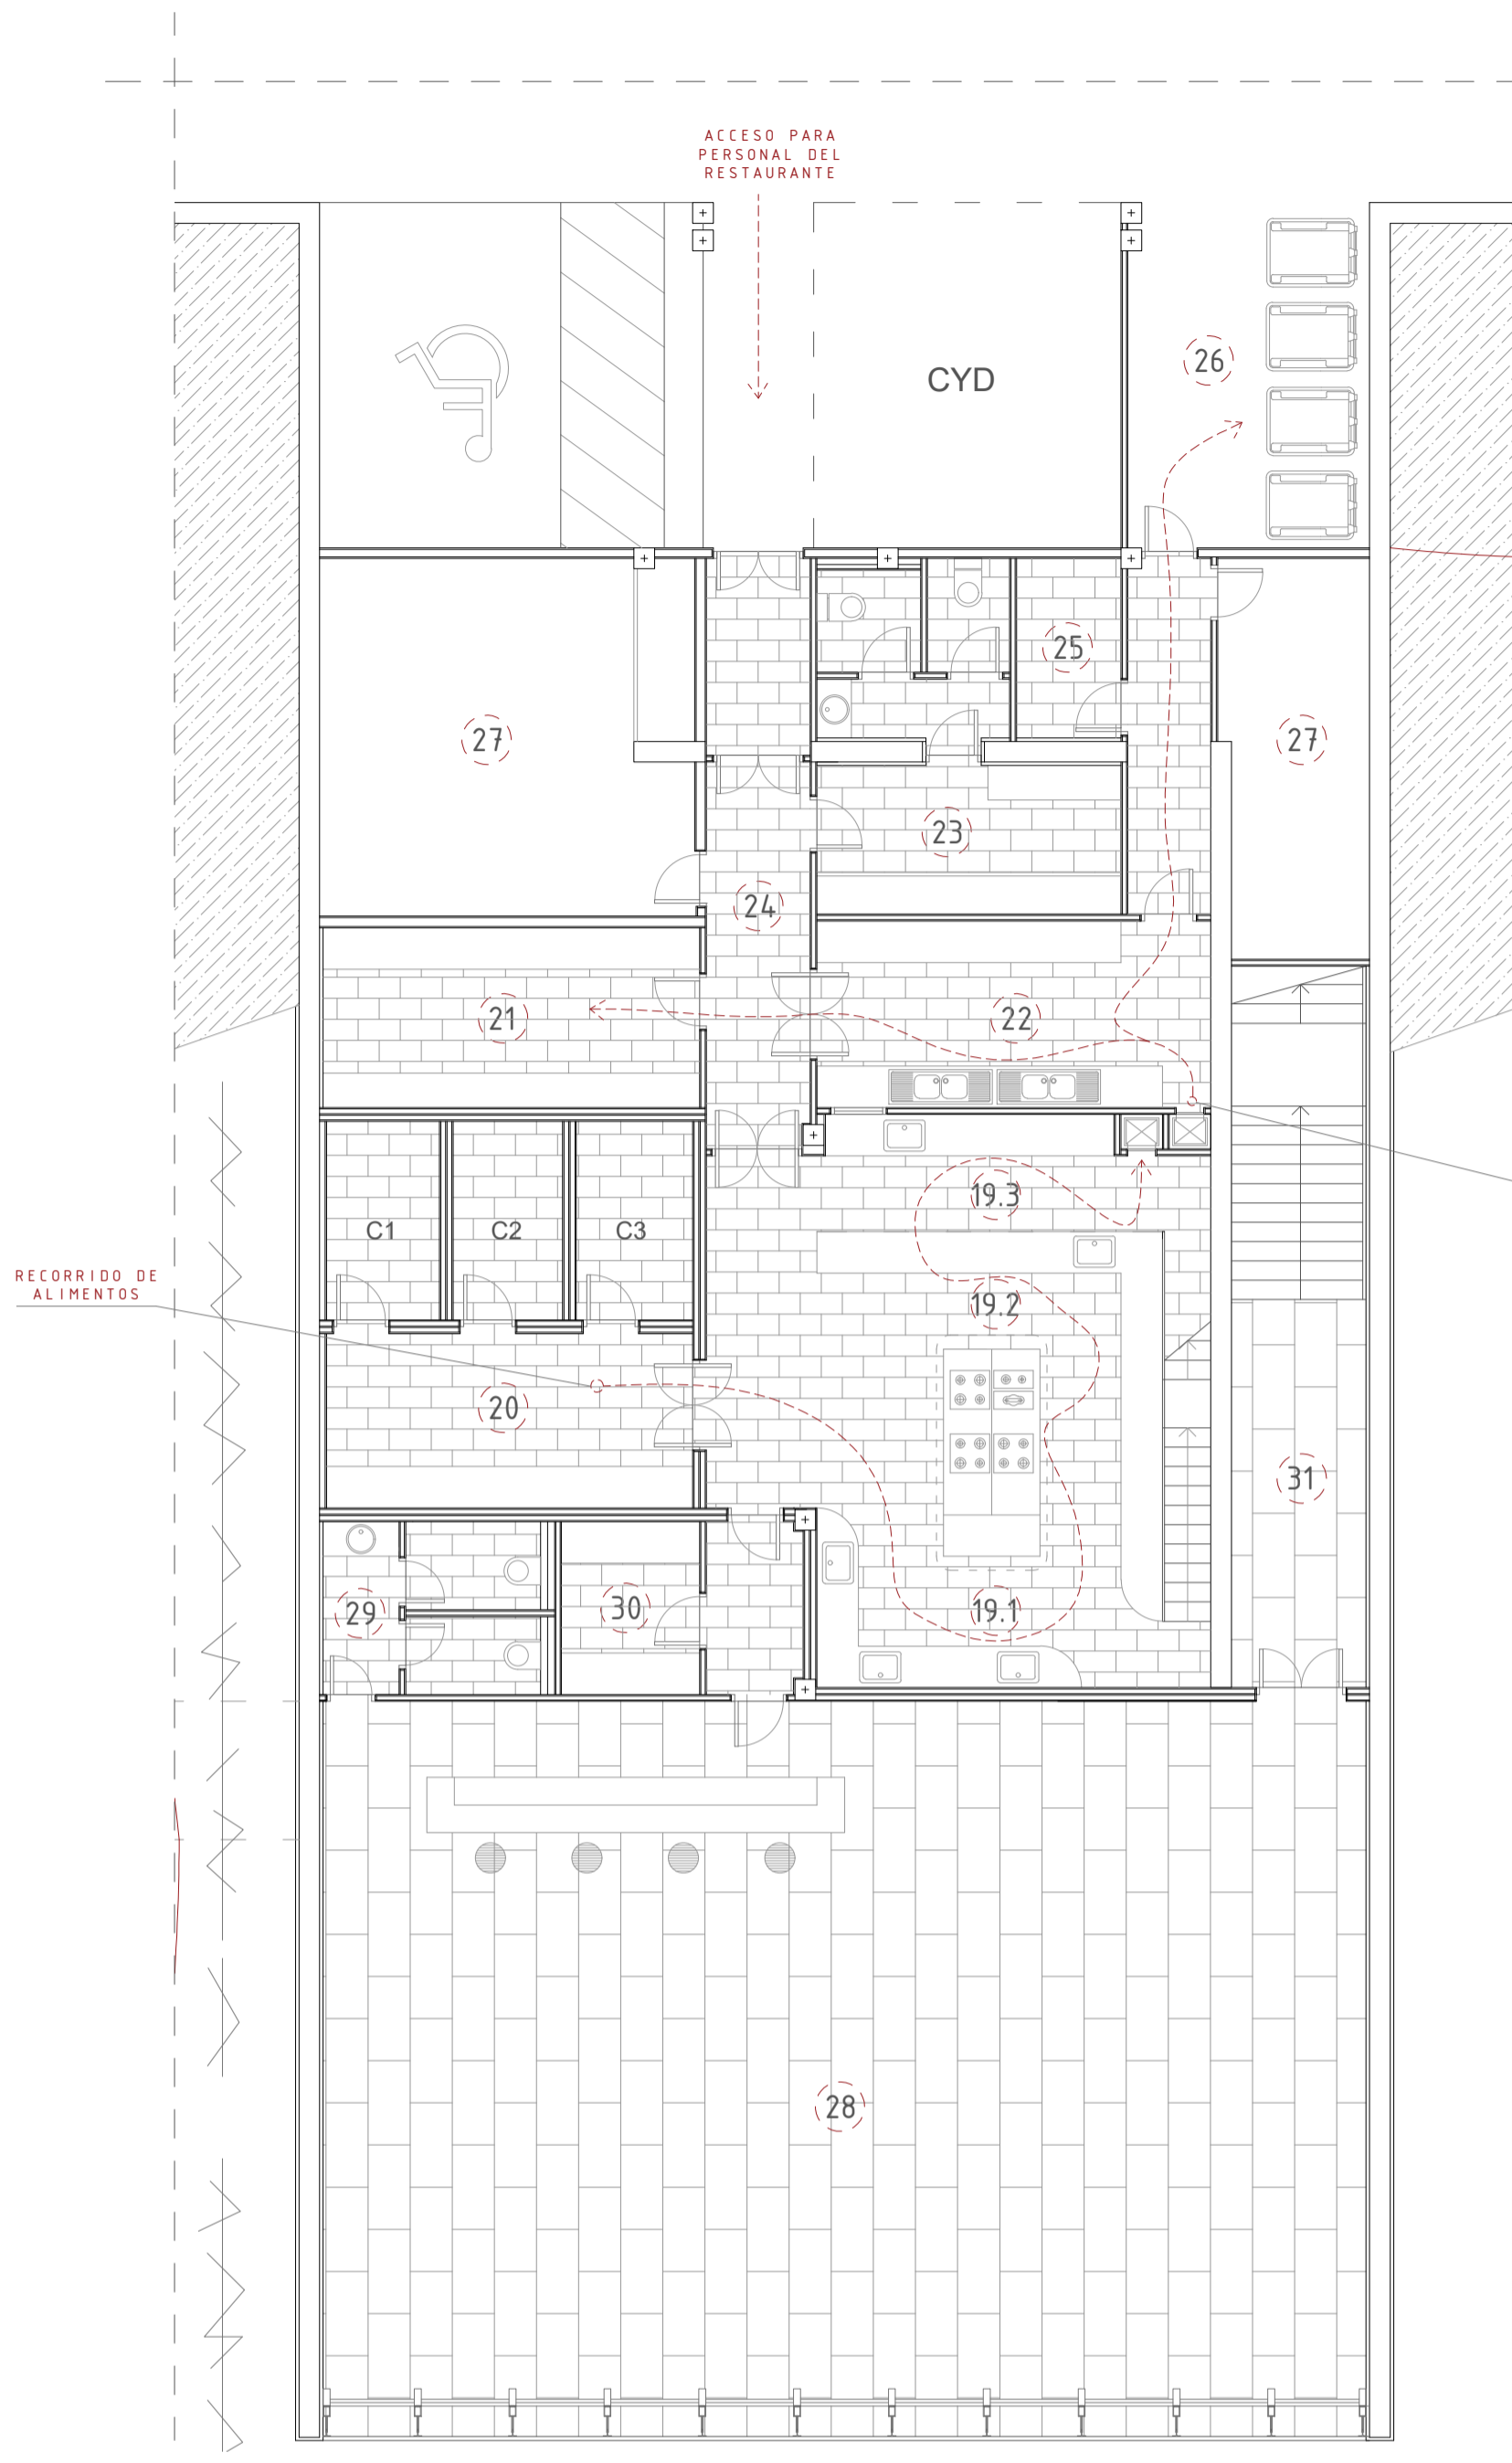 ACCESO PARA
PERSONAL DEL
RESTAURANTE
CYD
26
25
27
27
23
24
21
22
C1
C2
C3
19.3
RECORRIDO DE
ALIMENTOS
19.2
20
31
29
30
19.1
28